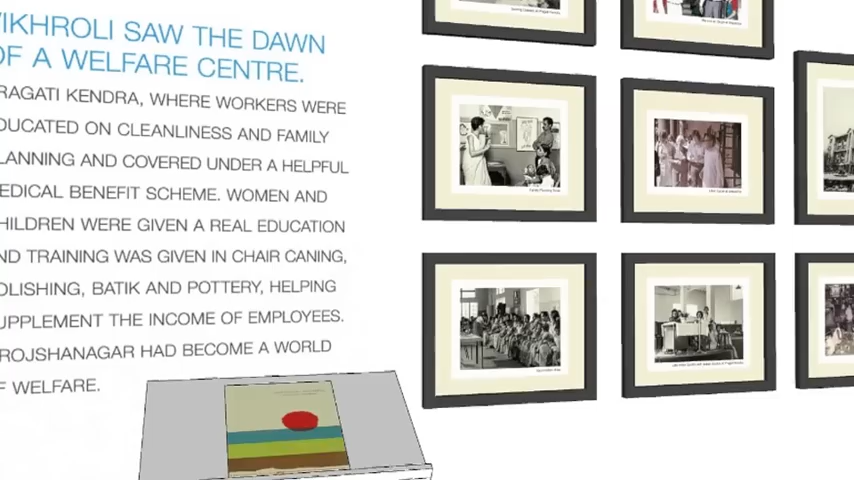 IKHROLI SAW THE DAWN
OF A WELFARE CENTRE.
RAGATI KENDRA, WHERE WORKERS WERE
DUCATED ON CLEANLINESS AND FAMILY
LANNING AND COVERED UNDER A HELPFUL
EDICAL BENEFIT SCHEME. WOMEN AND
HILDREN WERE GIVEN A REAL EDUCATION
ND TRAINING WAS GIVEN IN CHAIR CANING,
OLISHING, BATIK AND POTTERY, HELPING
UPPLEMENT THE INCOME OF EMPLOYEES.
ROJSHANAGAR HAD BECOME A WORLD
F WELFARE.